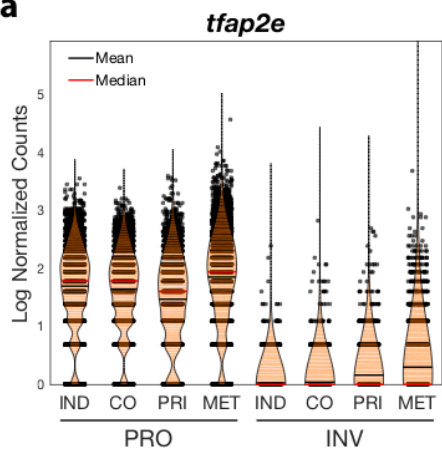 a
tfap2e
Mean
Median
Log Normalized Counts
5
4
3
2
1
0
IND CO PRI MET IND CO PRI MET
PRO INV